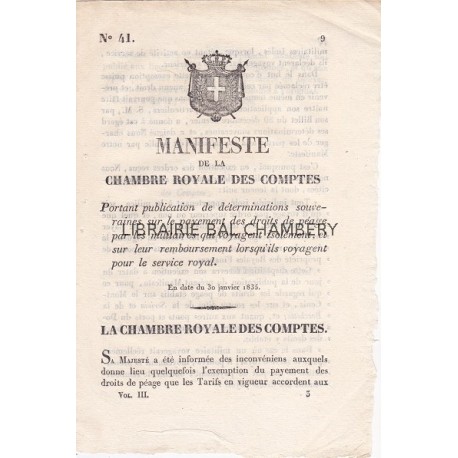 Nº 41. 9
MANIFESTE
DE LA
CHAMBRE ROYALE DES COMPTES
Portant publication de déterminations souve-
raines sur le payement des droits de péage
par les militaires qui voyagent isolément et
LIBRAIRIE BAL CHAMBERY
sur leur remboursement lorsqu'ils voyagent
pour le service royal.
En date du 30 janvier 1835.
LA CHAMBRE ROYALE DES COMPTES.
SA MAJESTÉ a été informée des inconvéniens auxquels
donne lieu quelquefois l'exemption du payement des
droits de péage que les Tarifs en vigueur accordent aux
VOL. III. 5